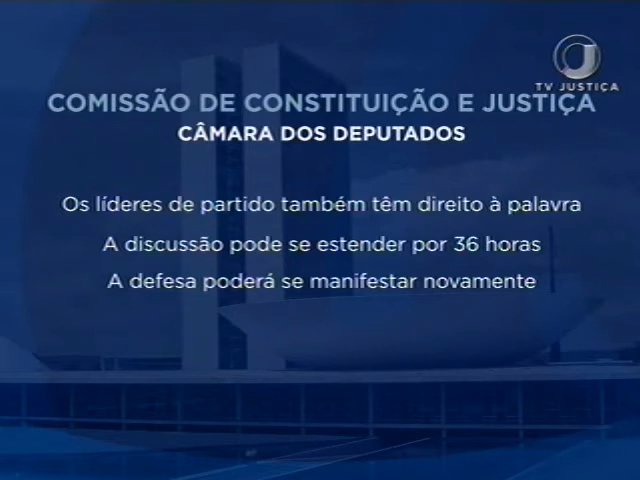 TV JUSTIÇA
COMISSÃO DE CONSTITUIÇÃO E JUSTIÇA
CÂMARA DOS DEPUTADOS
Os líderes de partido também têm direito à palavra
A discussão pode se estender por 36 horas
A defesa poderá se manifestar novamente